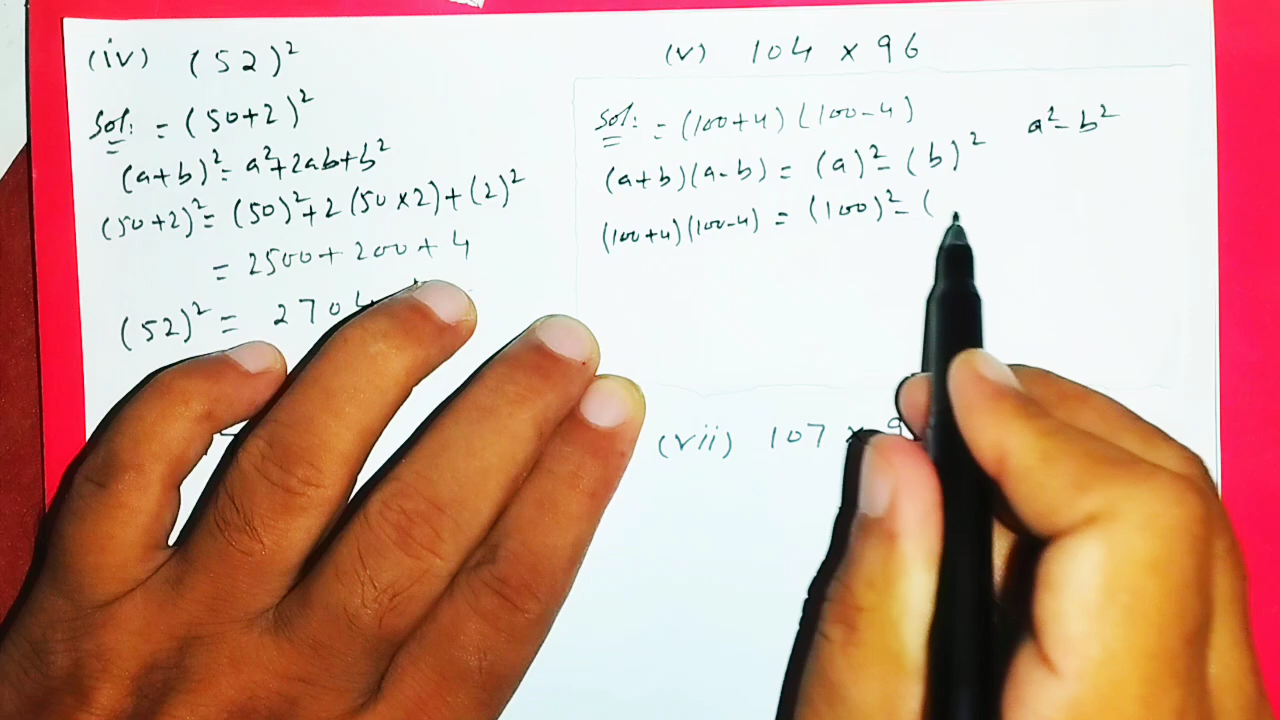 (iv) (52)²
Sol: = (50+2)²
(a+b)² = a²+2ab+b²
(50+2)² = (50)²+2(50×2)+(2)²
= 2500+200+4
(52)² = 2704
(v) 104 × 96
Sol: = (100+4)(100-4)
a²-b²
(a+b)(a-b) = (a)²-(b)²
(100+4)(100-4) = (100)²-(
(vii) 107 × 9